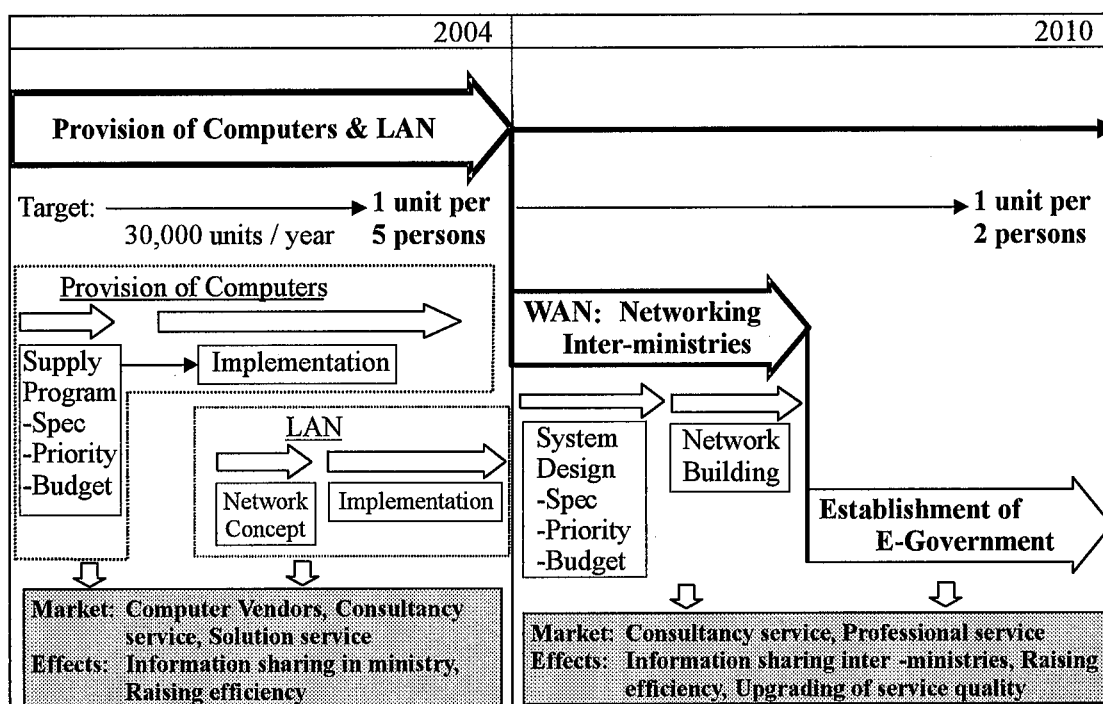 2004
2010
Provision of Computers & LAN
Target:
30,000 units / year
1 unit per
5 persons
1 unit per
2 persons
Provision of Computers
Supply
Program
-Spec
-Priority
-Budget
Implementation
LAN
Network
Concept
Implementation
WAN: Networking
Inter-ministries
System
Design
-Spec
-Priority
-Budget
Network
Building
Establishment of
E-Government
Market: Computer Vendors, Consultancy
service, Solution service
Effects: Information sharing in ministry,
Raising efficiency
Market: Consultancy service, Professional service
Effects: Information sharing inter -ministries, Raising
efficiency, Upgrading of service quality